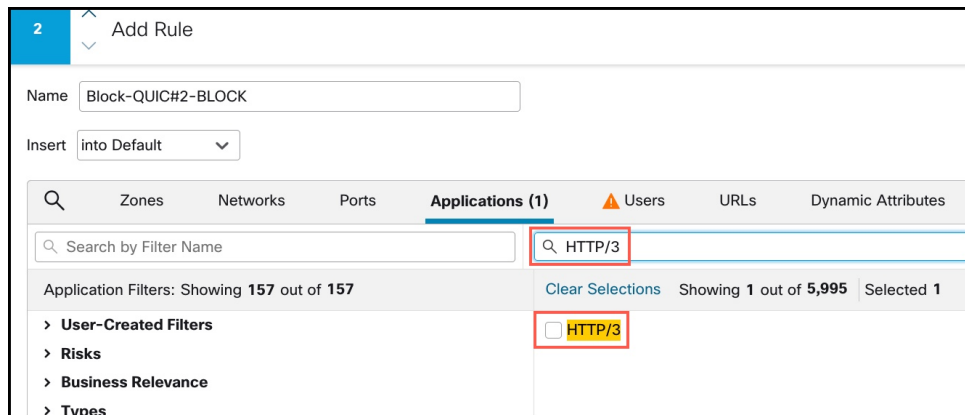 2
Add Rule
Name Block-QUIC#2-BLOCK
Insert into Default
Zones Networks Ports Applications (1) Users URLs Dynamic Attributes
Search by Filter Name HTTP/3
Application Filters: Showing 157 out of 157 Clear Selections Showing 1 out of 5,995 Selected 1
User-Created Filters HTTP/3
Risks
Business Relevance
Types